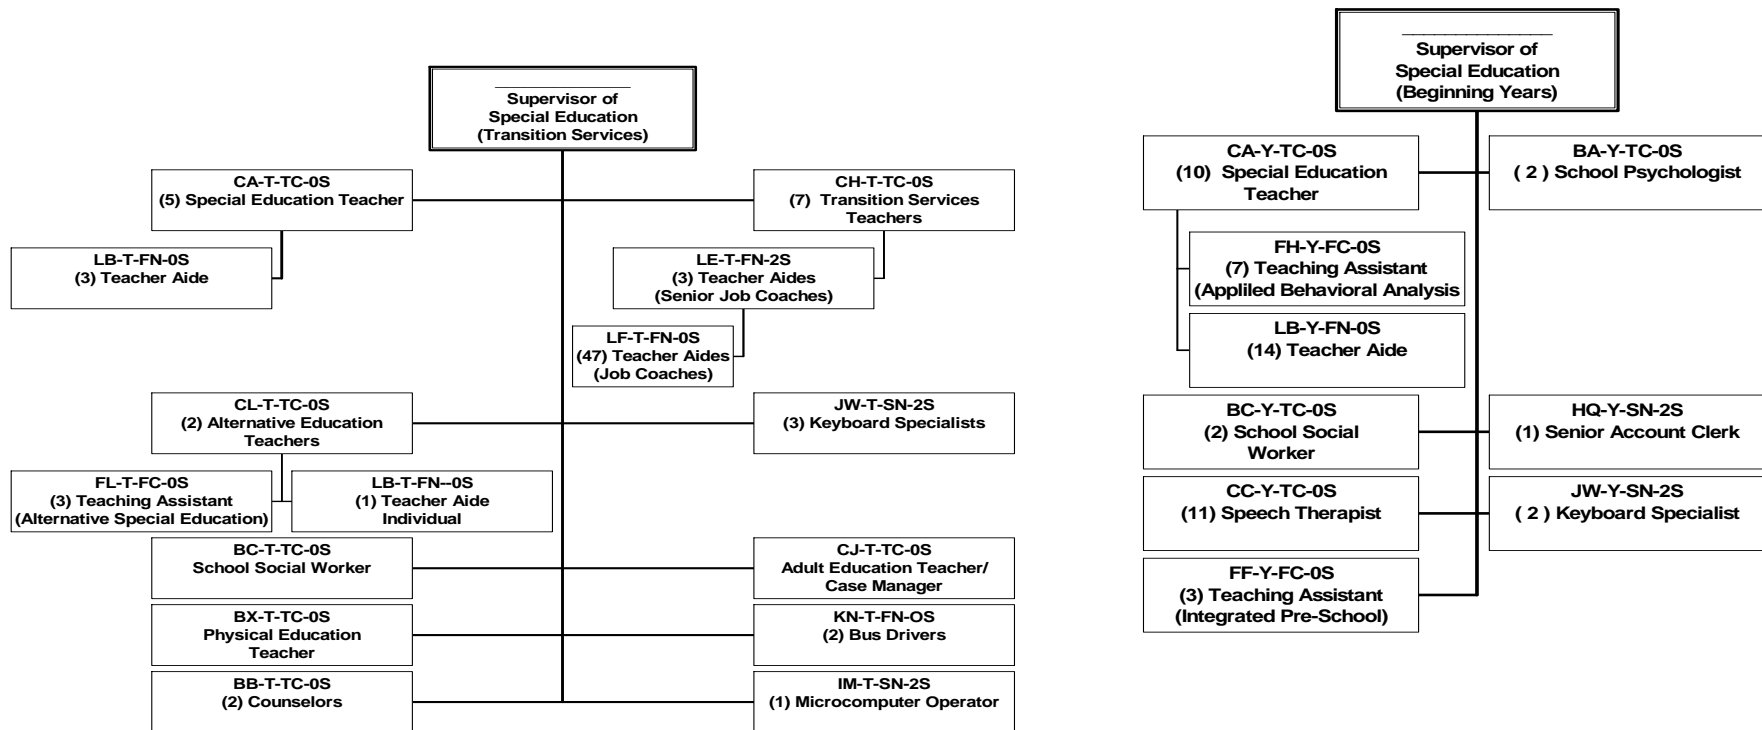 ______________
Supervisor of
Special Education
(Transition Services)
CA-T-TC-0S
(5) Special Education Teacher
CH-T-TC-0S
(7) Transition Services
Teachers
LB-T-FN-0S
(3) Teacher Aide
LE-T-FN-2S
(3) Teacher Aides
(Senior Job Coaches)
LF-T-FN-0S
(47) Teacher Aides
(Job Coaches)
CL-T-TC-0S
(2) Alternative Education
Teachers
JW-T-SN-2S
(3) Keyboard Specialists
FL-T-FC-0S
(3) Teaching Assistant
(Alternative Special Education)
LB-T-FN--0S
(1) Teacher Aide
Individual
BC-T-TC-0S
School Social Worker
CJ-T-TC-0S
Adult Education Teacher/
Case Manager
BX-T-TC-0S
Physical Education
Teacher
KN-T-FN-OS
(2) Bus Drivers
BB-T-TC-0S
(2) Counselors
IM-T-SN-2S
(1) Microcomputer Operator
______________
Supervisor of
Special Education
(Beginning Years)
CA-Y-TC-0S
(10) Special Education
Teacher
BA-Y-TC-0S
( 2 ) School Psychologist
FH-Y-FC-0S
(7) Teaching Assistant
(Appliled Behavioral Analysis
LB-Y-FN-0S
(14) Teacher Aide
BC-Y-TC-0S
(2) School Social
Worker
HQ-Y-SN-2S
(1) Senior Account Clerk
CC-Y-TC-0S
(11) Speech Therapist
JW-Y-SN-2S
( 2 ) Keyboard Specialist
FF-Y-FC-0S
(3) Teaching Assistant
(Integrated Pre-School)